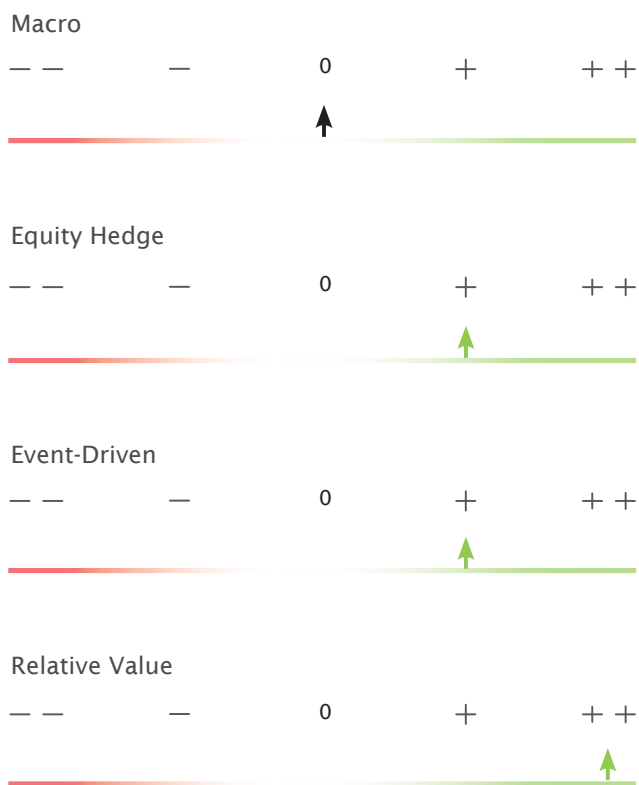 Macro
— — — 0 + + +
Equity Hedge
— — — 0 + + +
Event-Driven
— — — 0 + + +
Relative Value
— — — 0 + + +